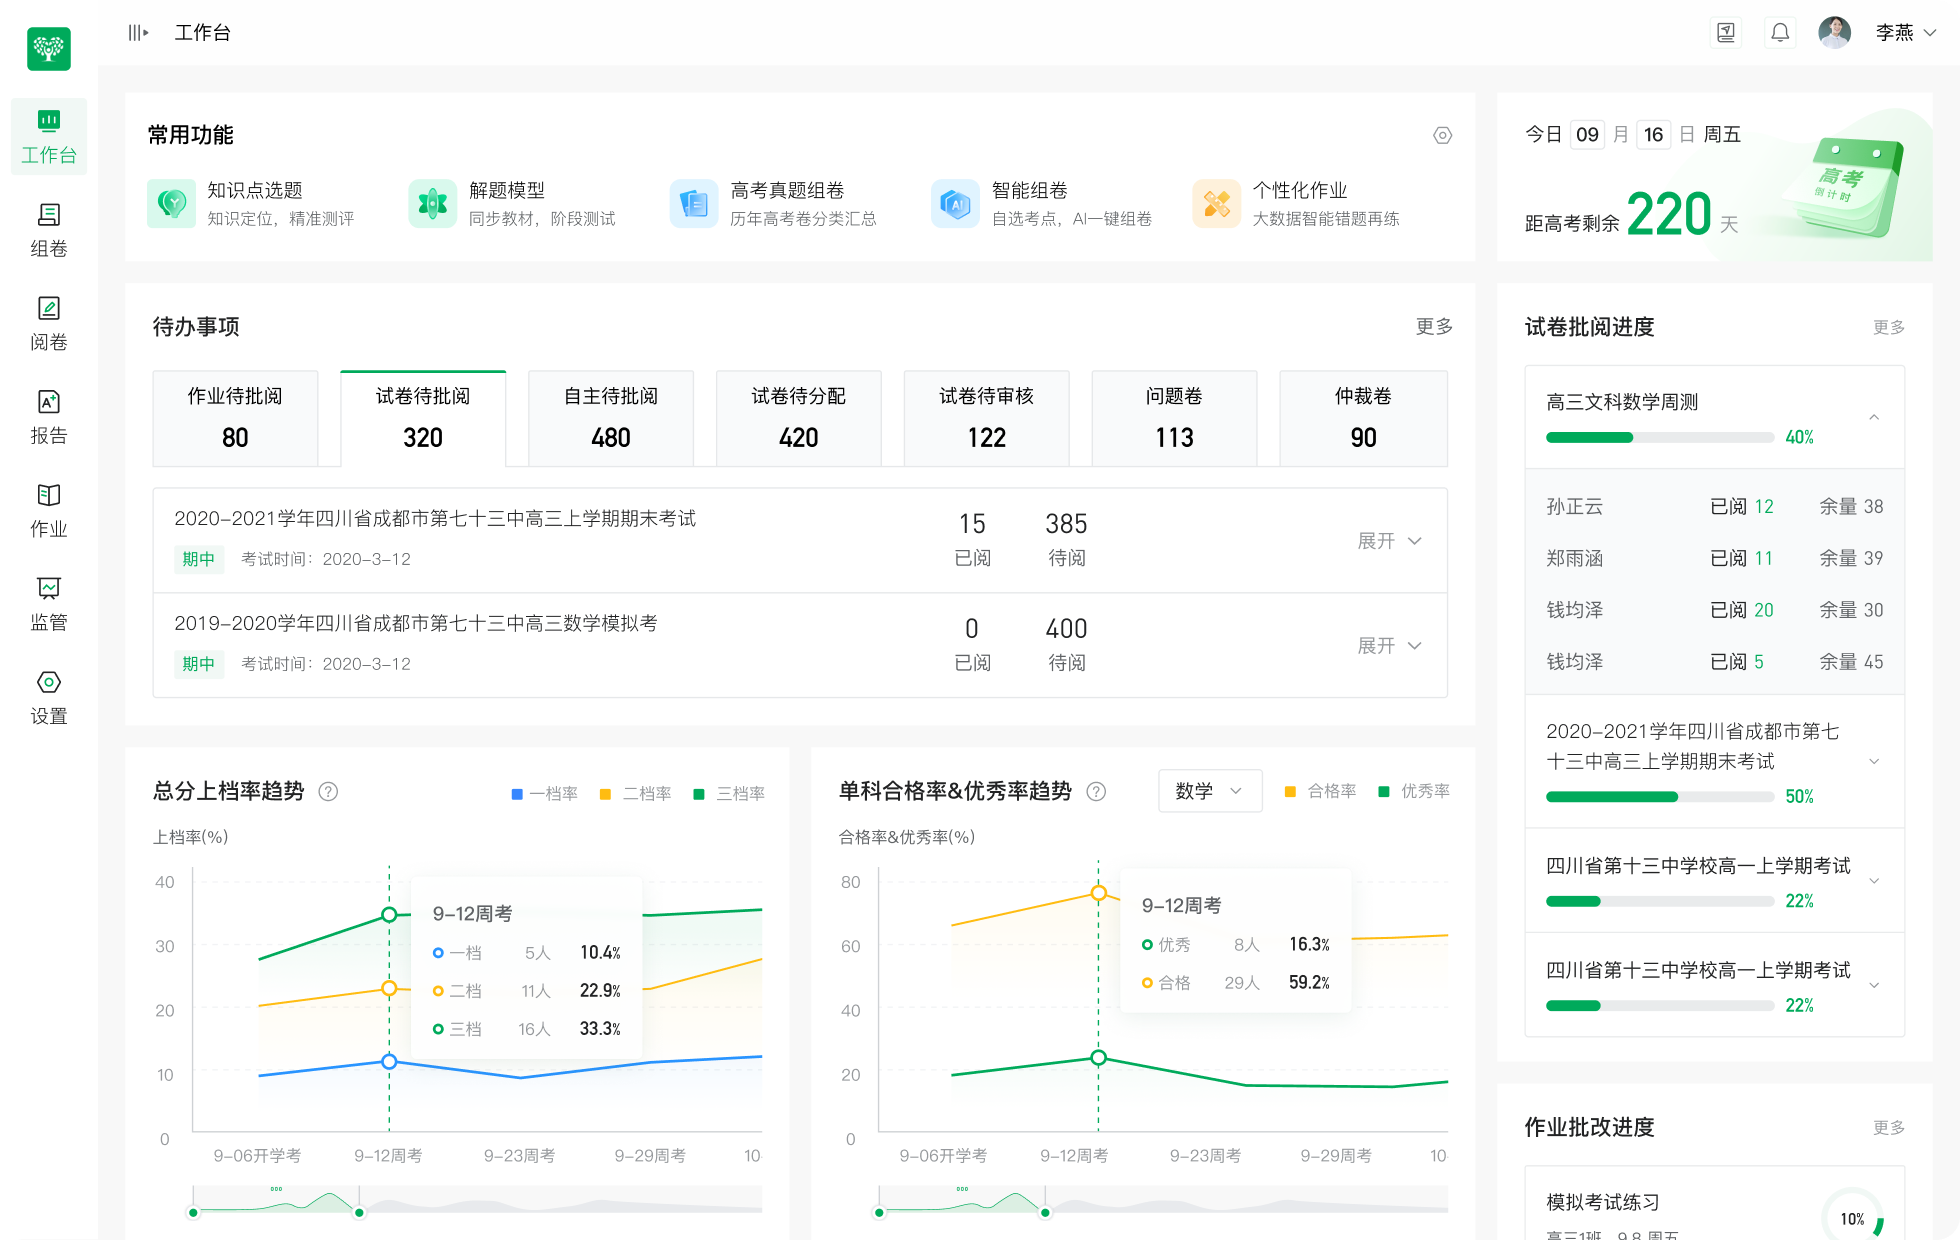 工作台
李燕
工作台
组卷
阅卷
报告
作业
监管
设置
常用功能
知识点选题
知识定位，精准测评
解题模型
同步教材，阶段测试
高考真题组卷
历年高考卷分类汇总
智能组卷
自选考点，AI一键组卷
个性化作业
大数据智能错题再练
AI
今日 09 月 16 日 周五
距高考剩余 220 天
高考
倒计时
待办事项
更多
作业待批阅
80
试卷待批阅
320
自主待批阅
480
试卷待分配
420
试卷待审核
122
问题卷
113
仲裁卷
90
2020-2021学年四川省成都市第七十三中高三上学期期末考试
期中 考试时间：2020-3-12
15
已阅
385
待阅
展开
2019-2020学年四川省成都市第七十三中高三数学模拟考
期中 考试时间：2020-3-12
0
已阅
400
待阅
展开
试卷批阅进度
更多
高三文科数学周测
40%
孙正云 已阅 12 余量 38
郑雨涵 已阅 11 余量 39
钱均泽 已阅 20 余量 30
钱均泽 已阅 5 余量 45
2020-2021学年四川省成都市第七
十三中高三上学期期末考试
50%
四川省第十三中学校高一上学期考试
22%
四川省第十三中学校高一上学期考试
22%
总分上档率趋势 ?
一档率 二档率 三档率
上档率(%)
40
30
20
10
0
9-12周考
一档 5人 10.4%
二档 11人 22.9%
三档 16人 33.3%
9-06开学考 9-12周考 9-23周考 9-29周考 10-
单科合格率&优秀率趋势 ?
数学
合格率 优秀率
合格率&优秀率(%)
80
60
40
20
0
9-12周考
优秀 8人 16.3%
合格 29人 59.2%
9-06开学考 9-12周考 9-23周考 9-29周考 10-
作业批改进度
更多
模拟考试练习
10%
高三1班 9.8 周五